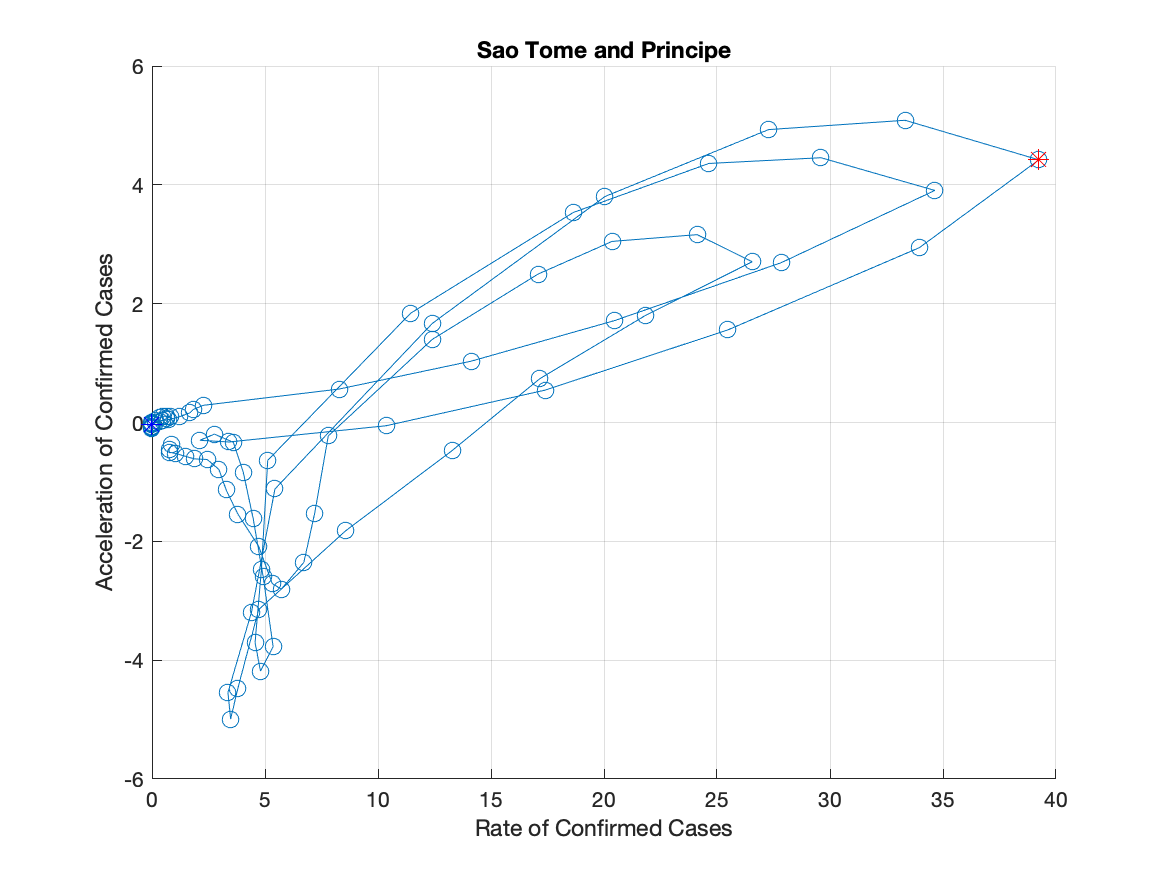 Sao Tome and Principe
Acceleration of Confirmed Cases
6
4
2
0
-2
-4
-6
0 5 10 15 20 25 30 35 40
Rate of Confirmed Cases